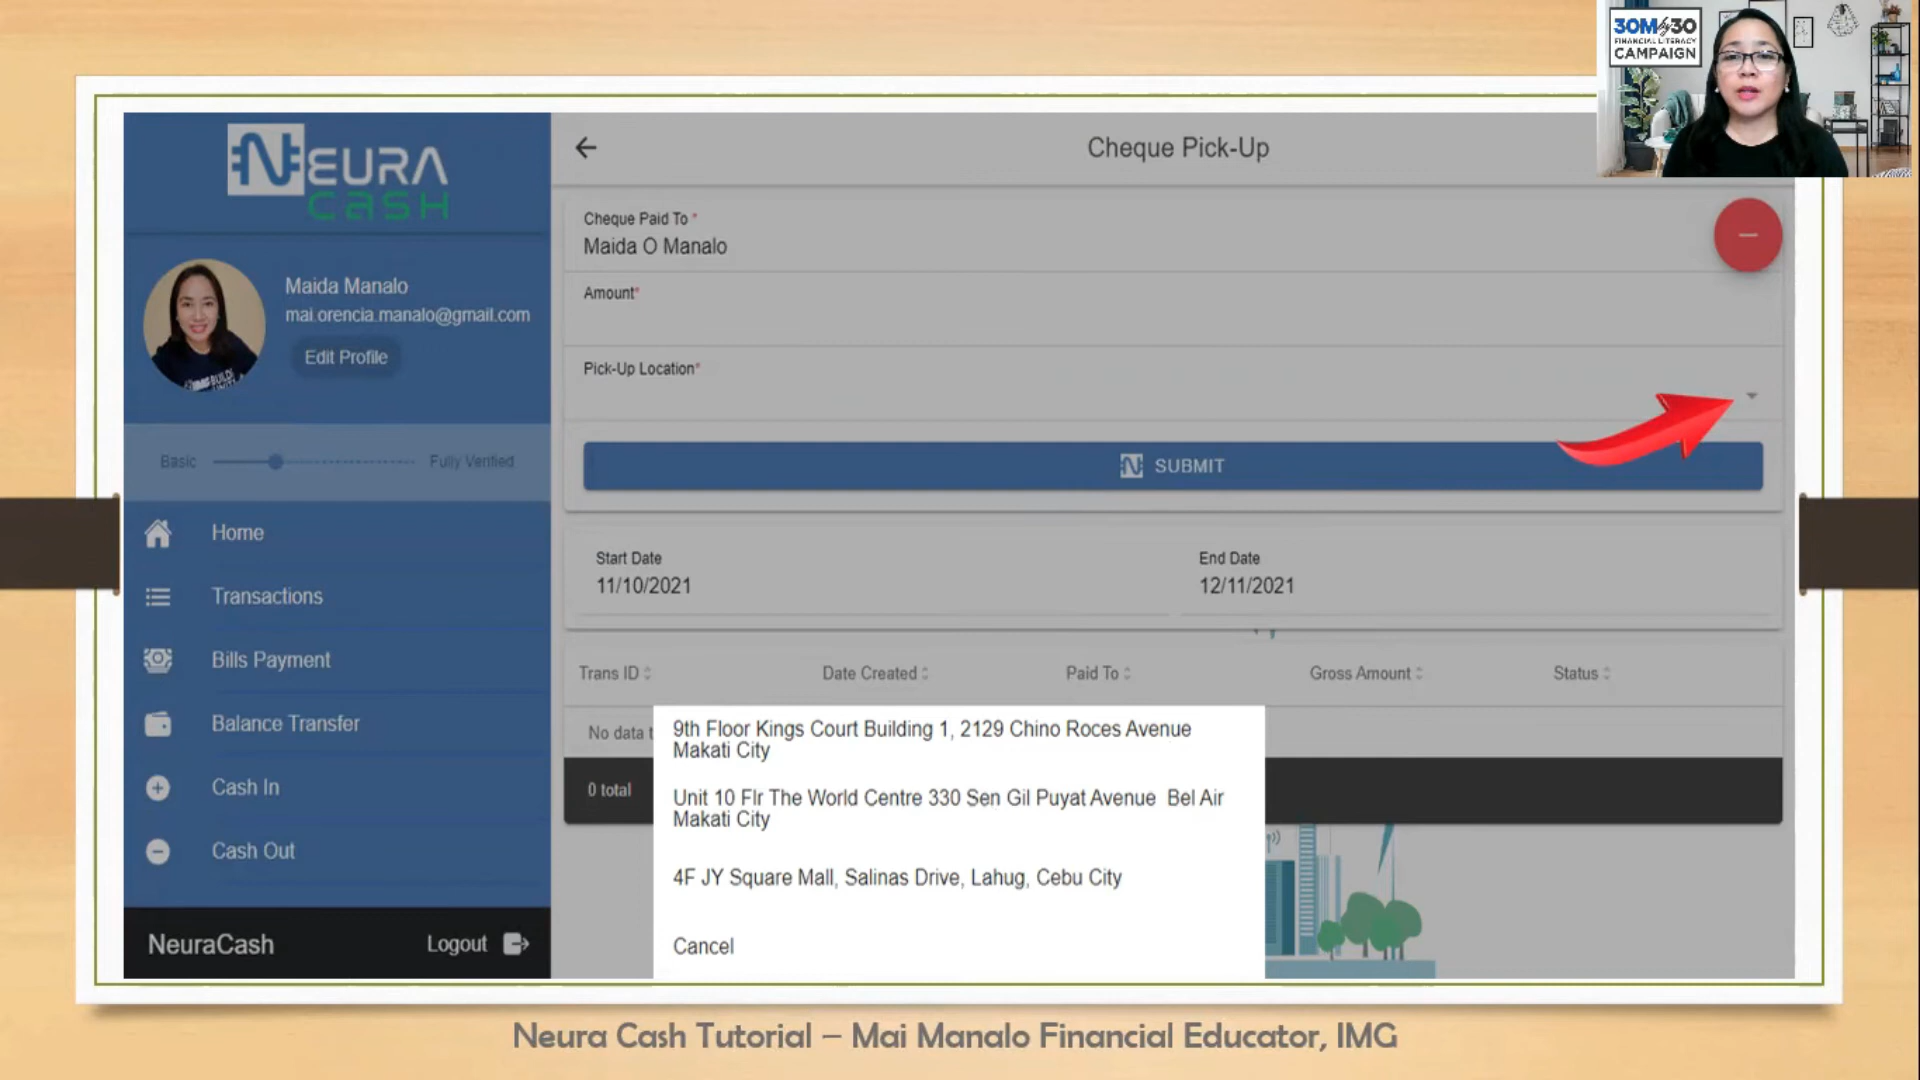 30M by 30
FINANCIAL LITERACY
CAMPAIGN
NEURA
CASH
Maida Manalo
mai.orencia.manalo@gmail.com
Edit Profile
Basic
Fully Verified
Home
Transactions
Bills Payment
Balance Transfer
Cash In
Cash Out
NeuraCash
Logout
Cheque Pick-Up
Cheque Paid To *
Maida O Manalo
Amount*
Pick-Up Location*
SUBMIT
Start Date
11/10/2021
End Date
12/11/2021
Trans ID
Date Created
Paid To
Gross Amount
Status
No data t
0 total
9th Floor Kings Court Building 1, 2129 Chino Roces Avenue
Makati City
Unit 10 Flr The World Centre 330 Sen Gil Puyat Avenue Bel Air
Makati City
4F JY Square Mall, Salinas Drive, Lahug, Cebu City
Cancel
Neura Cash Tutorial – Mai Manalo Financial Educator, IMG